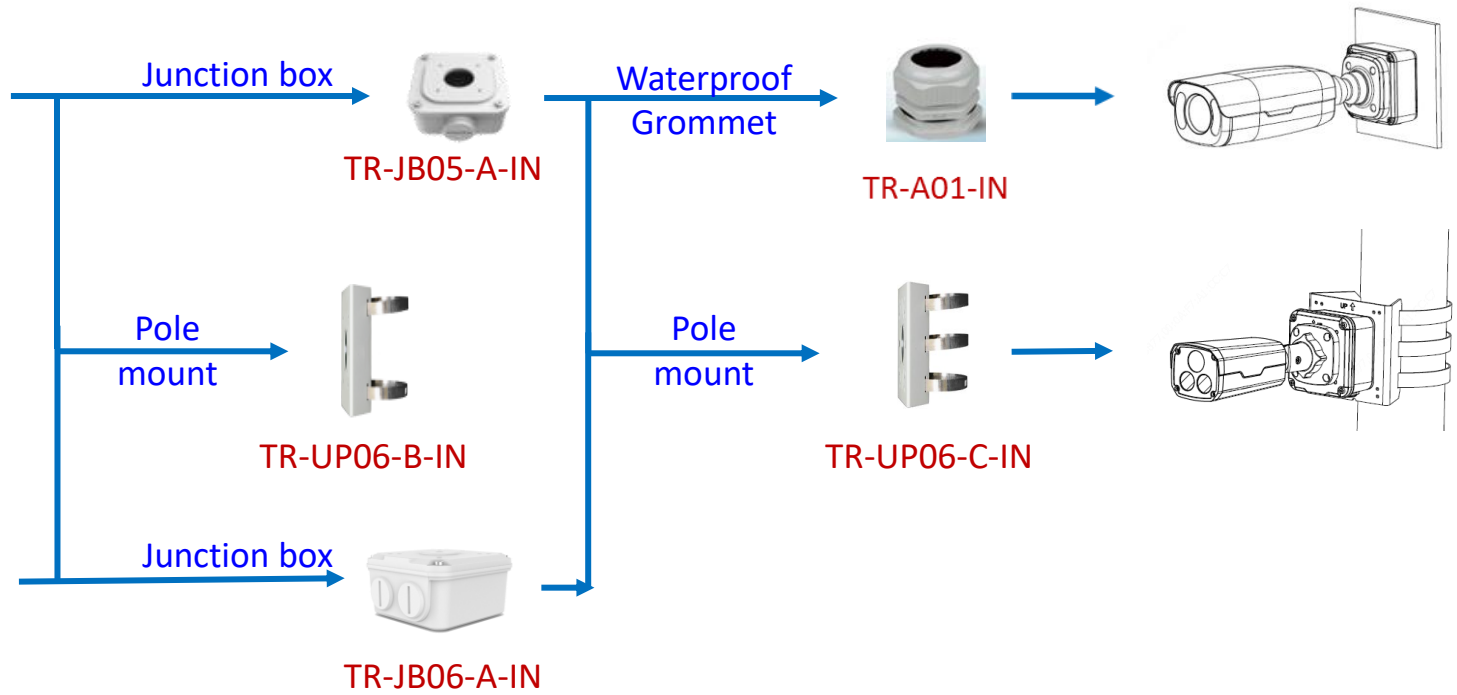 Junction box
TR-JB05-A-IN
Waterproof
Grommet
TR-A01-IN
Pole
mount
TR-UP06-B-IN
Pole
mount
TR-UP06-C-IN
UP
Junction box
TR-JB06-A-IN